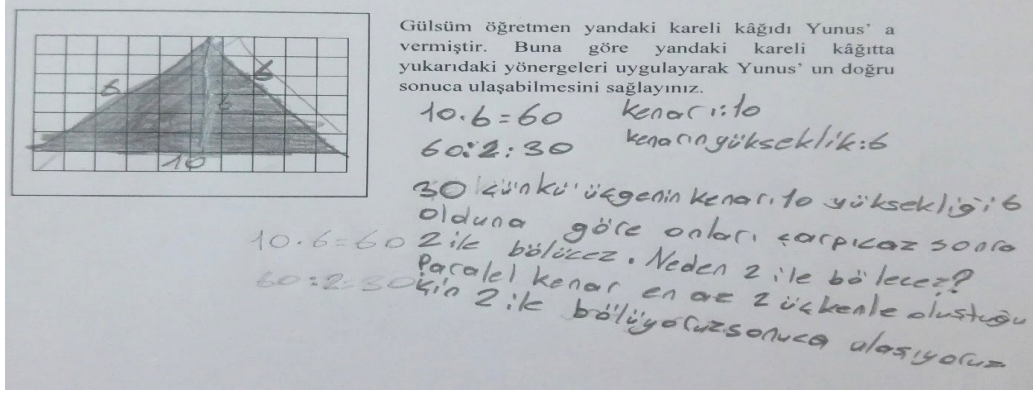 Gülsüm öğretmen yandaki kareli kâğıdı Yunus' a
vermiştir. Buna göre yandaki kareli kâğıtta
yukarıdaki yönergeleri uygulayarak Yunus' un doğru
sonuca ulaşabilmesini sağlayınız.
6
6
6
10
10.6=60 kenarı:10
60:2:30 kenarınyükseklik:6
30 çünkü üçgenin kenarı 10 yüksekliği 6
olduna göre onları çarpıcaz sonra
10.6=60 2 ile bölücez. Neden 2 ile bölecez?
60:2=30 Paralel kenar en az 2 üçkenle oluştuğu
için 2 ile bölüyoruz sonuca ulaşıyoruz